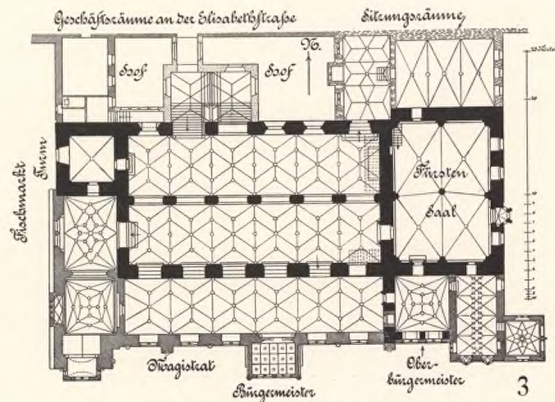 Geschäftsräume an der Elisabethstraße
Sitzungsräume
Hof
Hof
N.
Fischmarkt
Turm
Fürsten
Saal
Magistrat
Bürgermeister
Ober-
bürgermeister
3